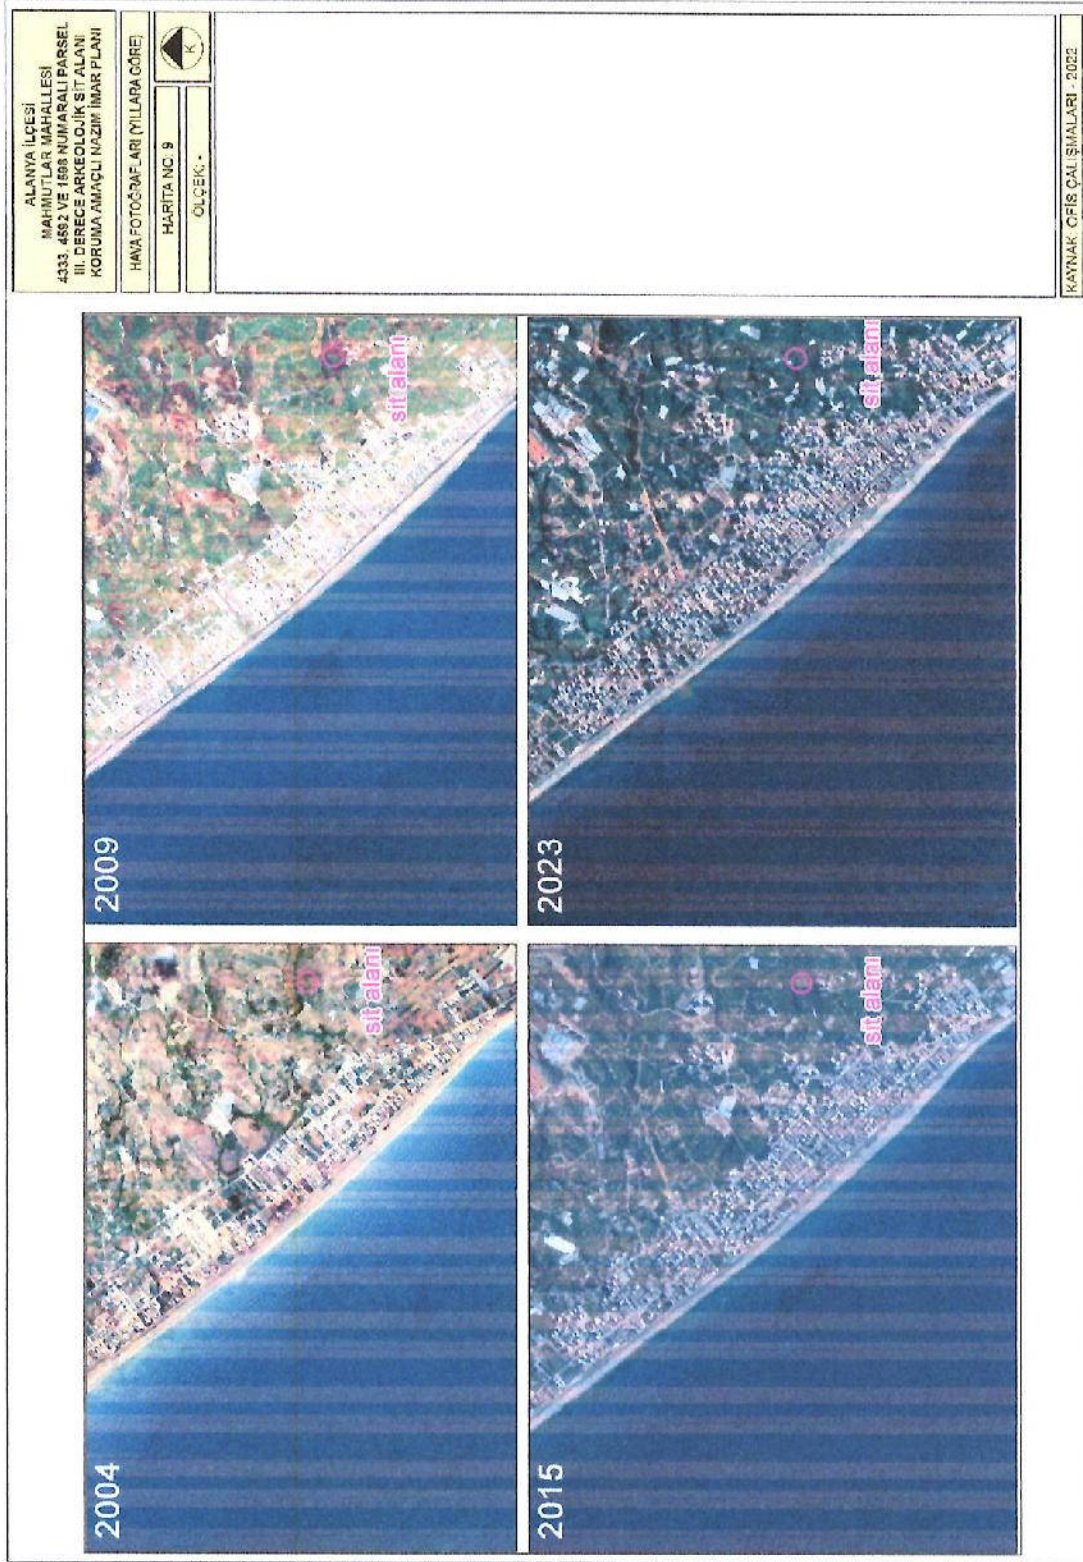 ALANYA İLÇESİ
MAHMUTLAR MAHALLESİ
4333, 4592 VE 1598 NUMARALI PARSEL
III. DERECE ARKEOLOJİK SİT ALANI
KORUMA AMAÇLI NAZIM İMAR PLANI
HAVA FOTOĞRAFLARI (YILLARA GÖRE)
HARİTA NO: 9
K
ÖLÇEK: -
2004
sit alanı
2009
sit alanı
2015
sit alanı
2023
sit alanı
KAYNAK: OFİS ÇALIŞMALARI - 2022